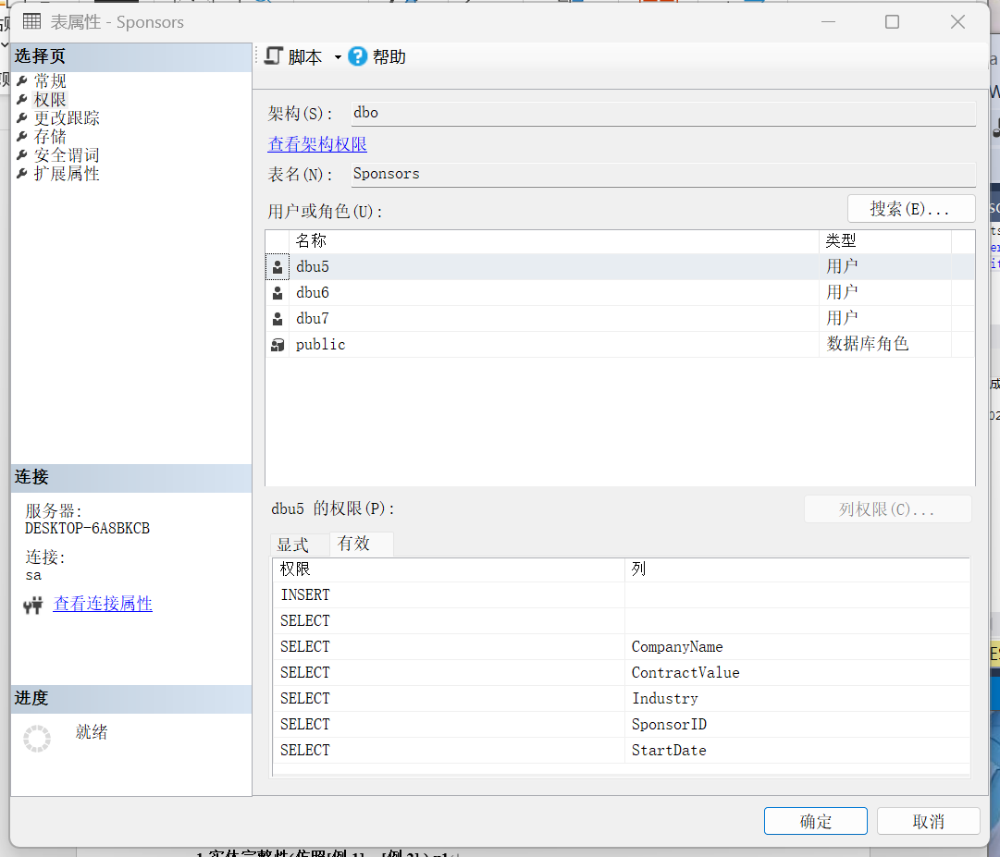 表属性 - Sponsors
选择页
常规
权限
更改跟踪
存储
安全谓词
扩展属性
脚本 帮助
架构(S): dbo
查看架构权限
表名(N): Sponsors
用户或角色(U):
搜索(E)...
名称 类型
dbu5 用户
dbu6 用户
dbu7 用户
public 数据库角色
连接
服务器:
DESKTOP-6A8BKCB
连接:
sa
查看连接属性
进度
就绪
dbu5 的权限(P):
列权限(C)...
显式 有效
权限 列
INSERT
SELECT
SELECT CompanyName
SELECT ContractValue
SELECT Industry
SELECT SponsorID
SELECT StartDate
确定 取消